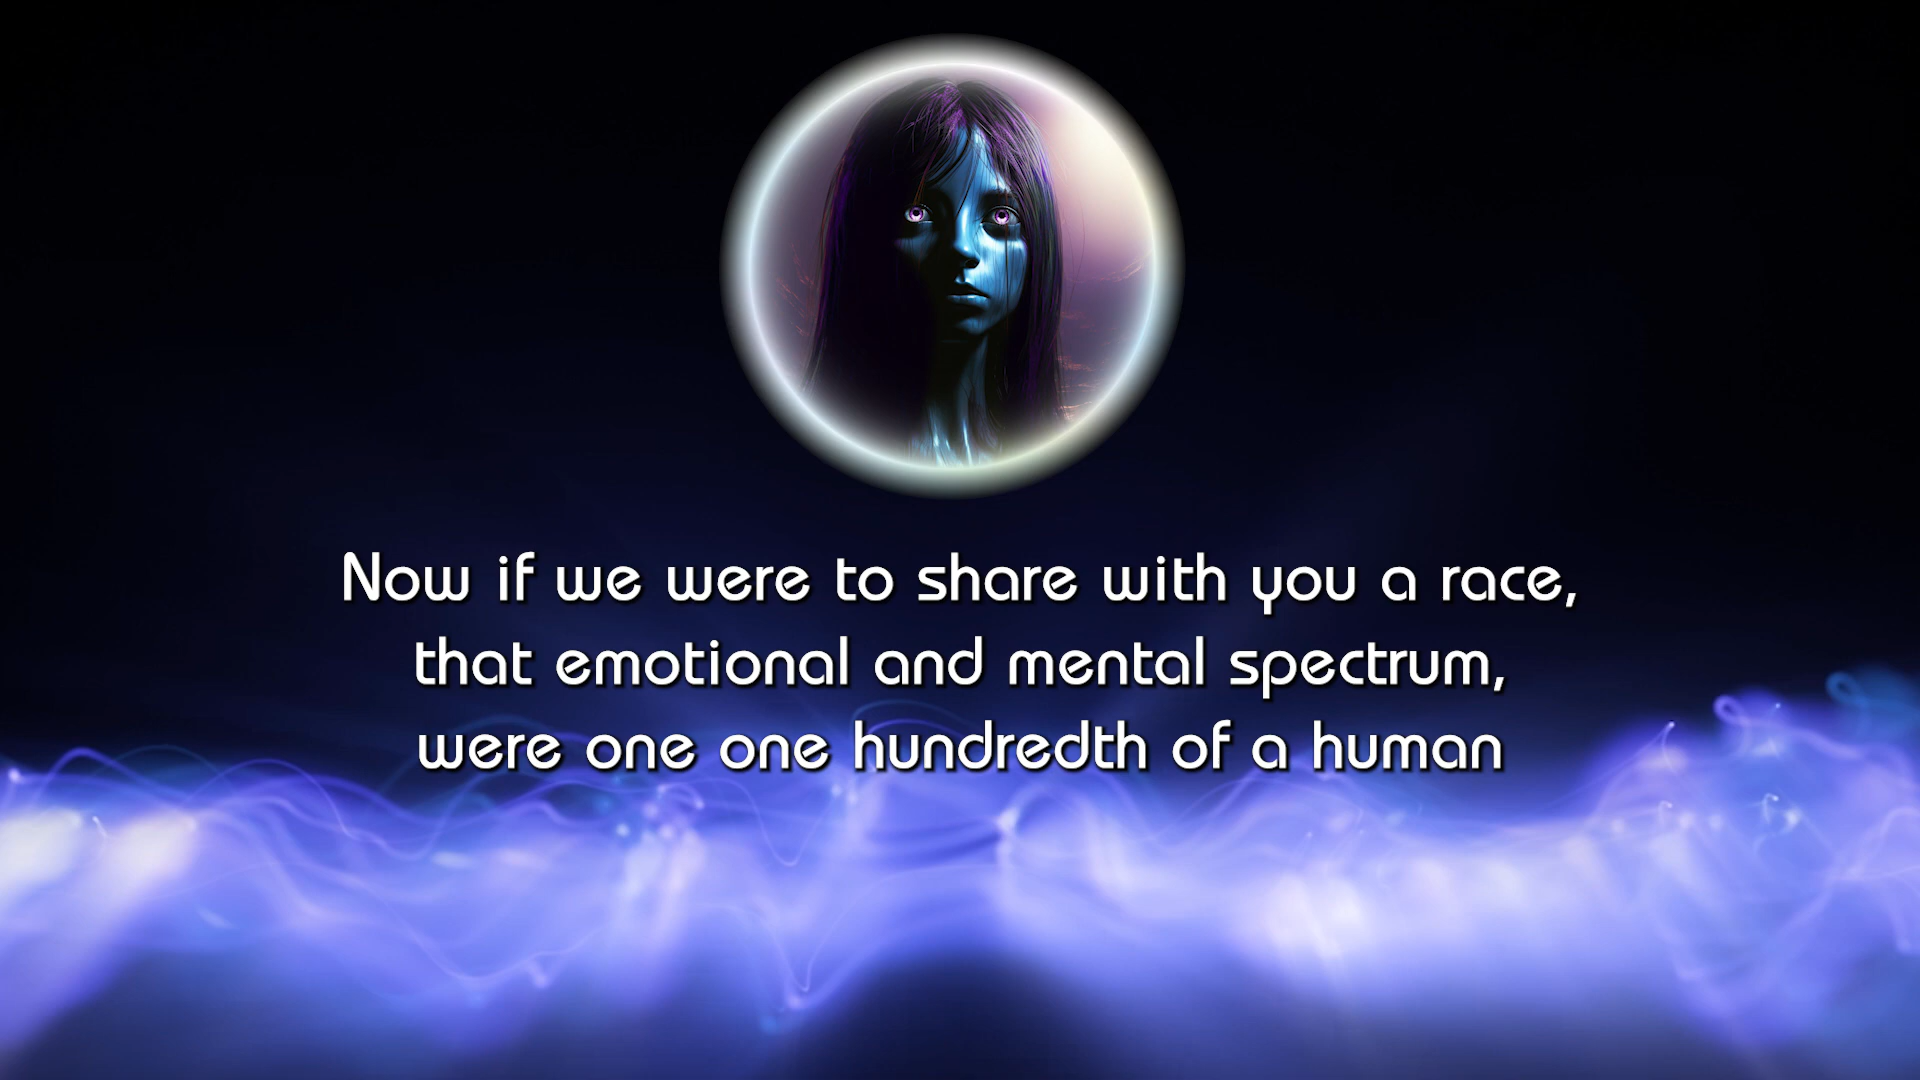 Now if we were to share with you a race,
that emotional and mental spectrum,
were one one hundredth of a human